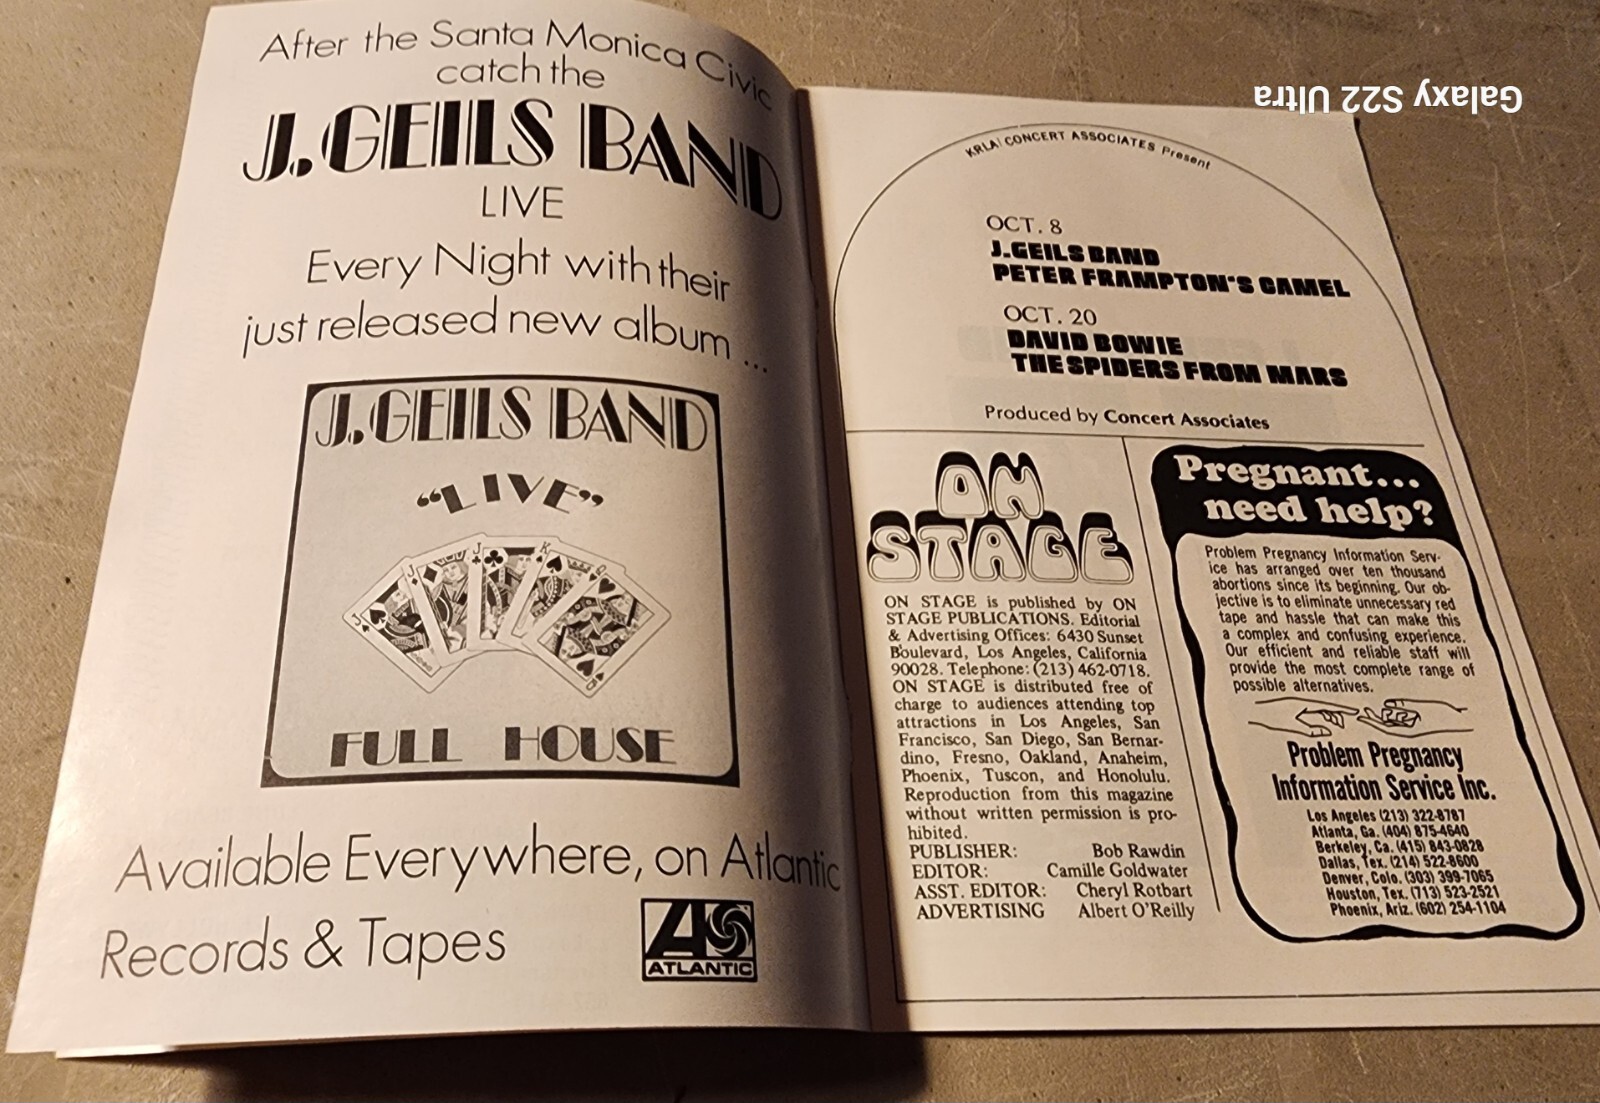 After the Santa Monica Civic
catch the
J. GEILS BAND
LIVE
Every Night with their
just released new album ...
J. GEILS BAND
"LIVE"
J
J
J
K
Q
Q
FULL HOUSE
Available Everywhere, on Atlantic
Records & Tapes
ATLANTIC
Galaxy S22 Ultra
KRLA/CONCERT ASSOCIATES Present
OCT. 8
J.GEILS BAND
PETER FRAMPTON'S CAMEL
OCT. 20
DAVID BOWIE
THE SPIDERS FROM MARS
Produced by Concert Associates
ON
STAGE
ON STAGE is published by ON
STAGE PUBLICATIONS. Editorial
& Advertising Offices: 6430 Sunset
Boulevard, Los Angeles, California
90028. Telephone: (213) 462-0718.
ON STAGE is distributed free of
charge to audiences attending top
attractions in Los Angeles, San
Francisco, San Diego, San Bernar-
dino, Fresno, Oakland, Anaheim,
Phoenix, Tuscon, and Honolulu.
Reproduction from this magazine
without written permission is pro-
hibited.
PUBLISHER: Bob Rawdin
EDITOR: Camille Goldwater
ASST. EDITOR: Cheryl Rotbart
ADVERTISING Albert O'Reilly
Pregnant...
need help?
Problem Pregnancy Information Serv-
ice has arranged over ten thousand
abortions since its beginning. Our ob-
jective is to eliminate unnecessary red
tape and hassle that can make this
a complex and confusing experience.
Our efficient and reliable staff will
provide the most complete range of
possible alternatives.
Problem Pregnancy
Information Service Inc.
Los Angeles (213) 322-8787
Atlanta, Ga. (404) 875-4640
Berkeley, Ca. (415) 843-0828
Dallas, Tex. (214) 522-8600
Denver, Colo. (303) 399-7065
Houston, Tex. (713) 523-2521
Phoenix, Ariz. (602) 254-1104